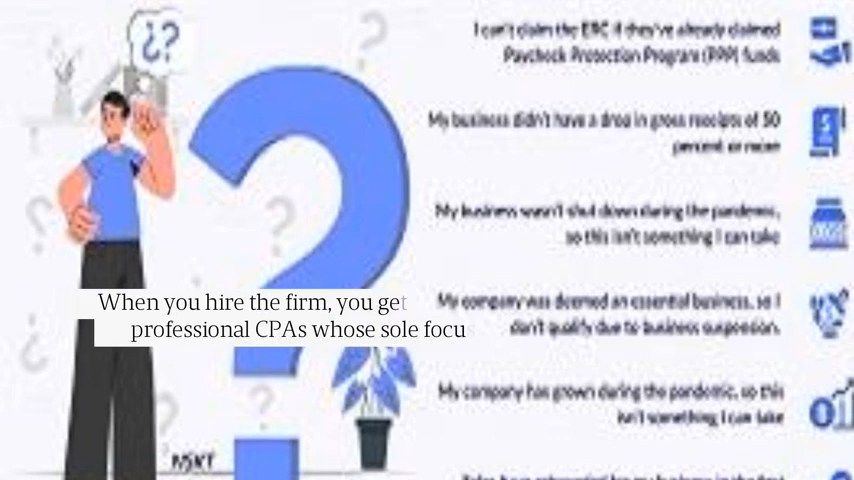 ¿?
I can't claim the ERC if they've already claimed
Paycheck Protection Program (PPP) funds
My business didn't have a drop in gross receipts of 50
percent or more
My business wasn't shut down during the pandemic,
so this isn't something I can take
When you hire the firm, you get
professional CPAs whose sole focu
My company was deemed an essential business, so I
don't qualify due to business suspension.
My company has grown during the pandemic, so this
isn't something I can take
NSKT